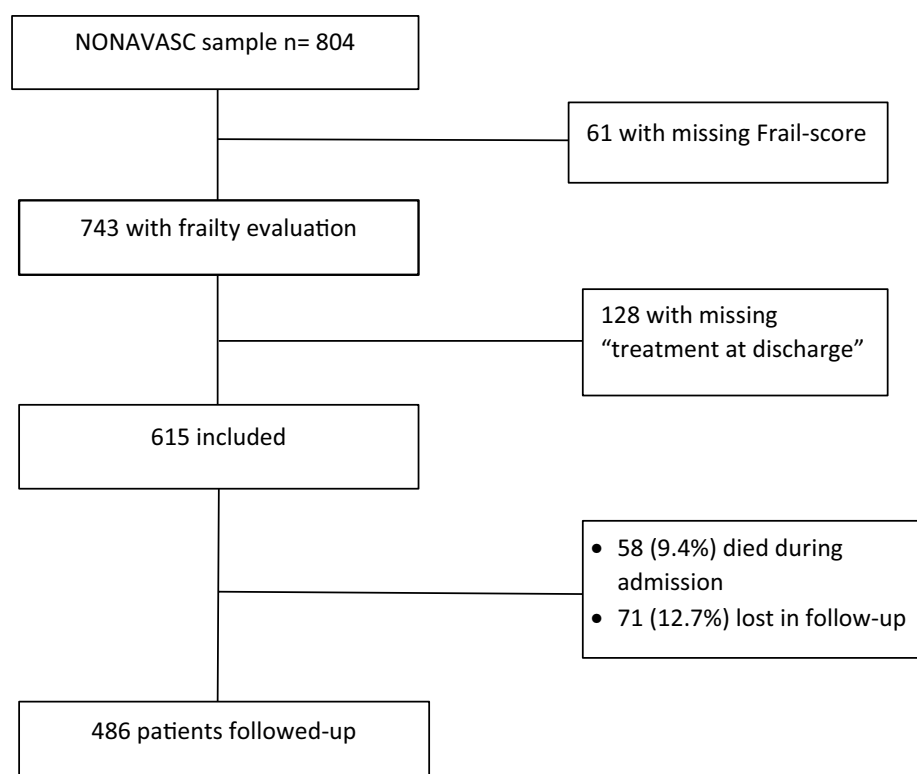 NONAVASC sample n= 804
61 with missing Frail-score
743 with frailty evaluation
128 with missing
“treatment at discharge”
615 included
• 58 (9.4%) died during
admission
• 71 (12.7%) lost in follow-up
486 patients followed-up